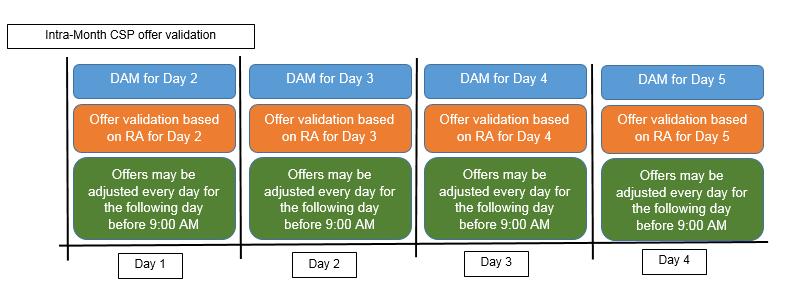 Intra-Month CSP offer validation
DAM for Day 2
DAM for Day 3
DAM for Day 4
DAM for Day 5
Offer validation based
on RA for Day 2
Offer validation based
on RA for Day 3
Offer validation based
on RA for Day 4
Offer validation based
on RA for Day 5
Offers may be
adjusted every day for
the following day
before 9:00 AM
Offers may be
adjusted every day for
the following day
before 9:00 AM
Offers may be
adjusted every day for
the following day
before 9:00 AM
Offers may be
adjusted every day for
the following day
before 9:00 AM
Day 1
Day 2
Day 3
Day 4